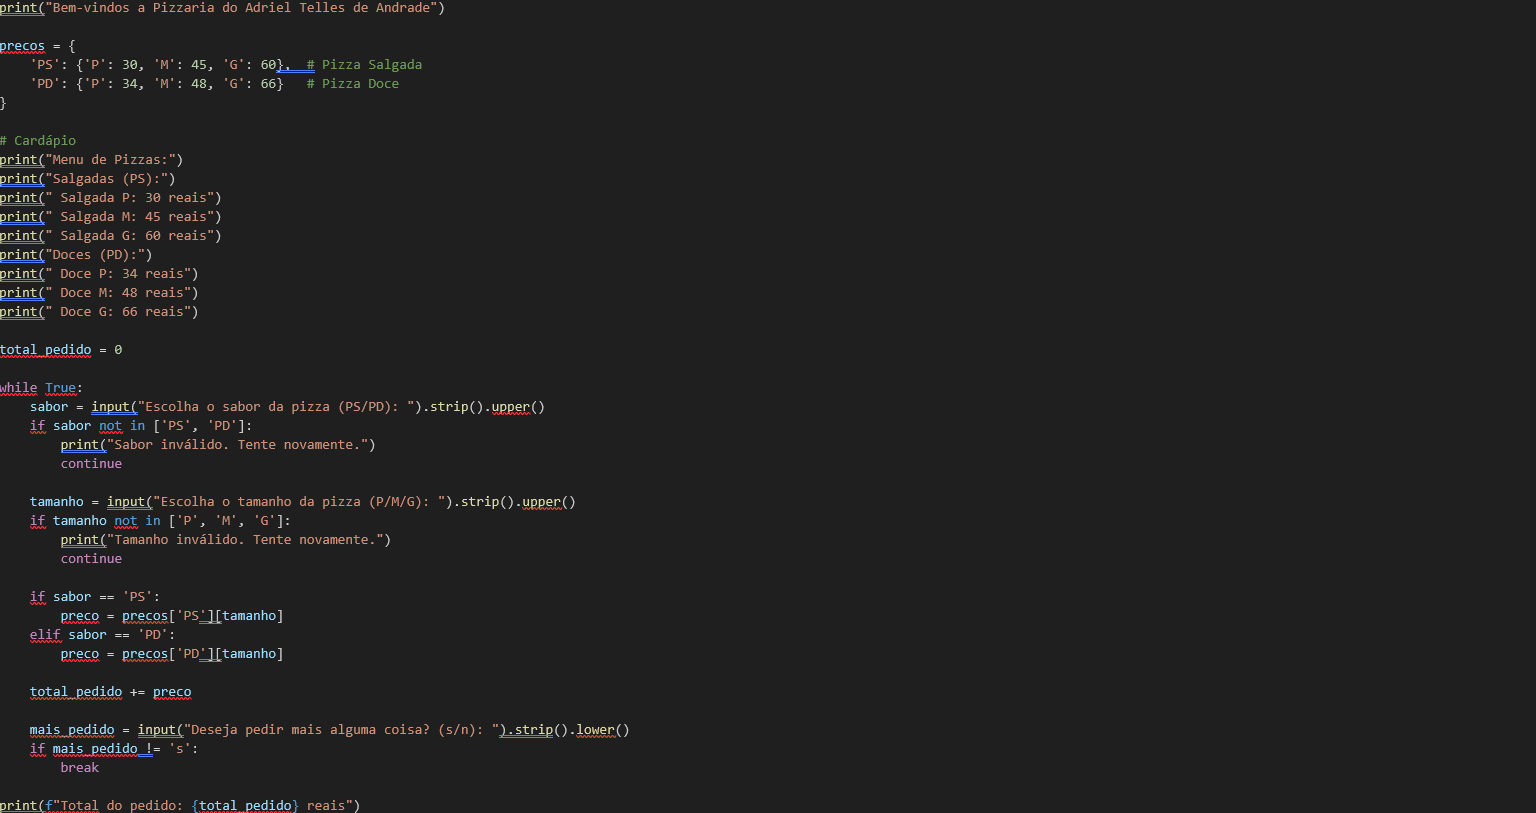 print("Bem-vindos a Pizzaria do Adriel Telles de Andrade")
precos = {
    'PS': {'P': 30, 'M': 45, 'G': 60},  # Pizza Salgada
    'PD': {'P': 34, 'M': 48, 'G': 66}   # Pizza Doce
}
# Cardápio
print("Menu de Pizzas:")
print("Salgadas (PS):")
print(" Salgada P: 30 reais")
print(" Salgada M: 45 reais")
print(" Salgada G: 60 reais")
print("Doces (PD):")
print(" Doce P: 34 reais")
print(" Doce M: 48 reais")
print(" Doce G: 66 reais")
total_pedido = 0
while True:
    sabor = input("Escolha o sabor da pizza (PS/PD): ").strip().upper()
    if sabor not in ['PS', 'PD']:
        print("Sabor inválido. Tente novamente.")
        continue
    tamanho = input("Escolha o tamanho da pizza (P/M/G): ").strip().upper()
    if tamanho not in ['P', 'M', 'G']:
        print("Tamanho inválido. Tente novamente.")
        continue
    if sabor == 'PS':
        preco = precos['PS'][tamanho]
    elif sabor == 'PD':
        preco = precos['PD'][tamanho]
    total_pedido += preco
    mais_pedido = input("Deseja pedir mais alguma coisa? (s/n): ").strip().lower()
    if mais_pedido != 's':
        break
print(f"Total do pedido: {total_pedido} reais")